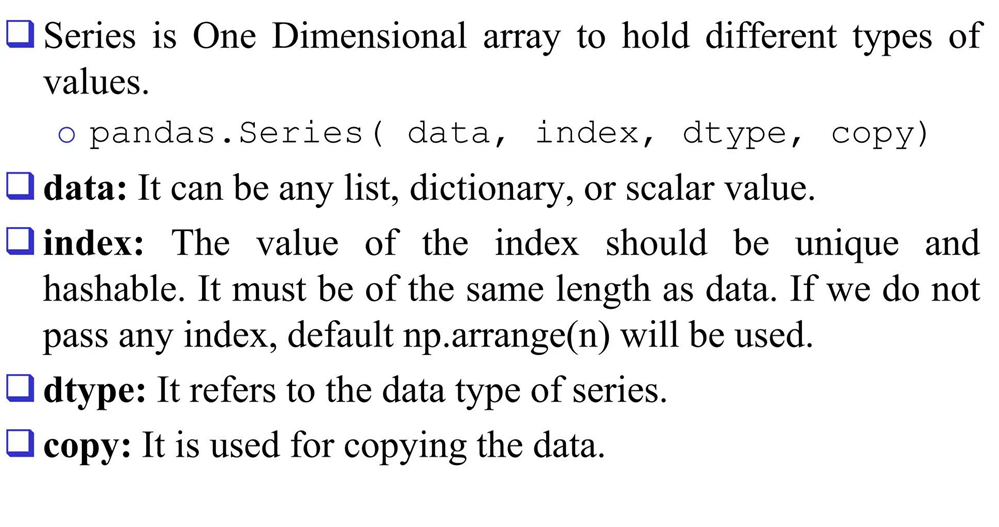 Series is One Dimensional array to hold different types of
values.
pandas.Series( data, index, dtype, copy)
data: It can be any list, dictionary, or scalar value.
index: The value of the index should be unique and
hashable. It must be of the same length as data. If we do not
pass any index, default np.arrange(n) will be used.
dtype: It refers to the data type of series.
copy: It is used for copying the data.